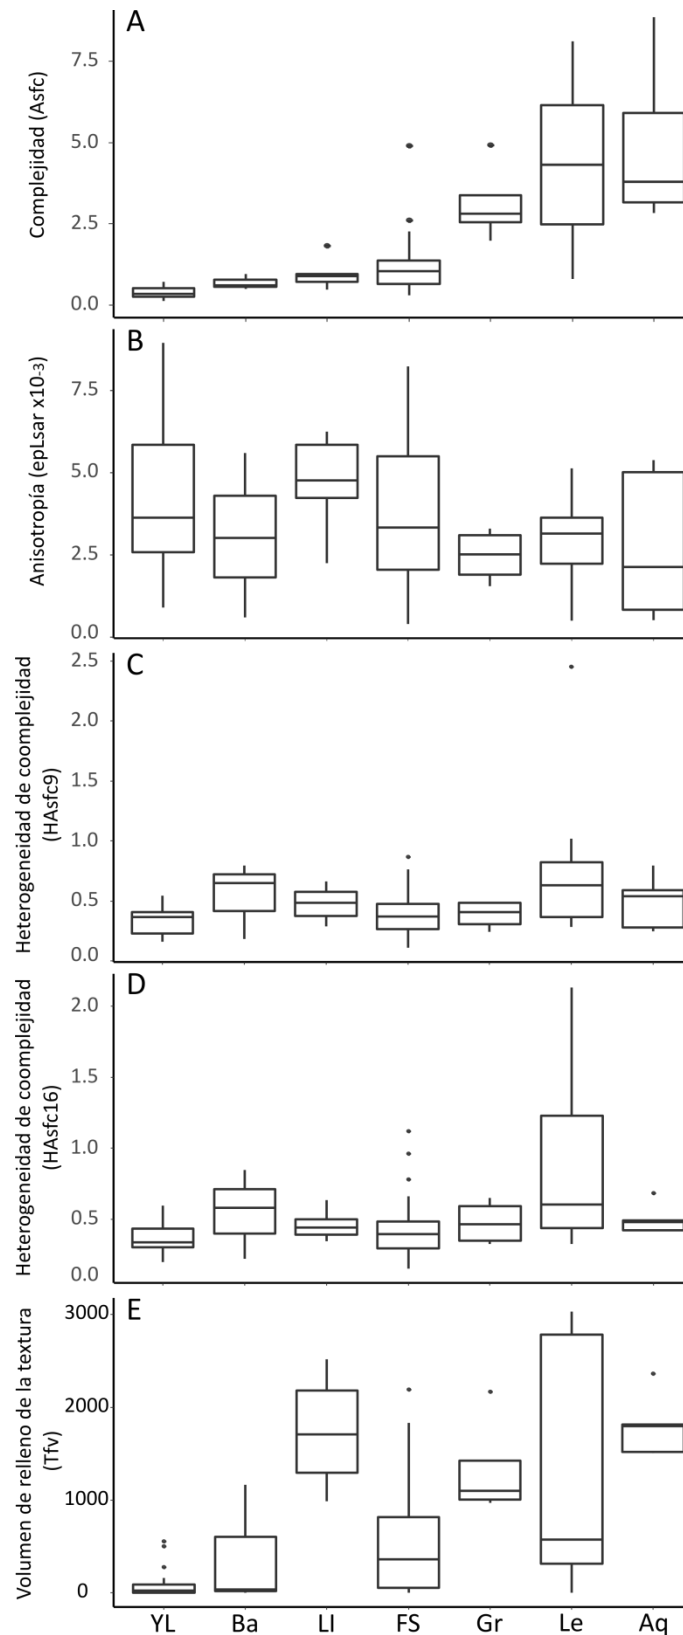 A
Complejidad (Asfc)
7.5
5.0
2.5
0.0
B
Anisotropía (epLsar x10-3)
7.5
5.0
2.5
0.0
C
Heterogeneidad de coomplejidad
(HAsfc9)
2.5
2.0
1.5
1.0
0.5
0.0
D
Heterogeneidad de coomplejidad
(HAsfc16)
2.0
1.5
1.0
0.5
0.0
E
Volumen de relleno de la textura
(Tfv)
3000
2000
1000
0
YL Ba LI FS Gr Le Aq